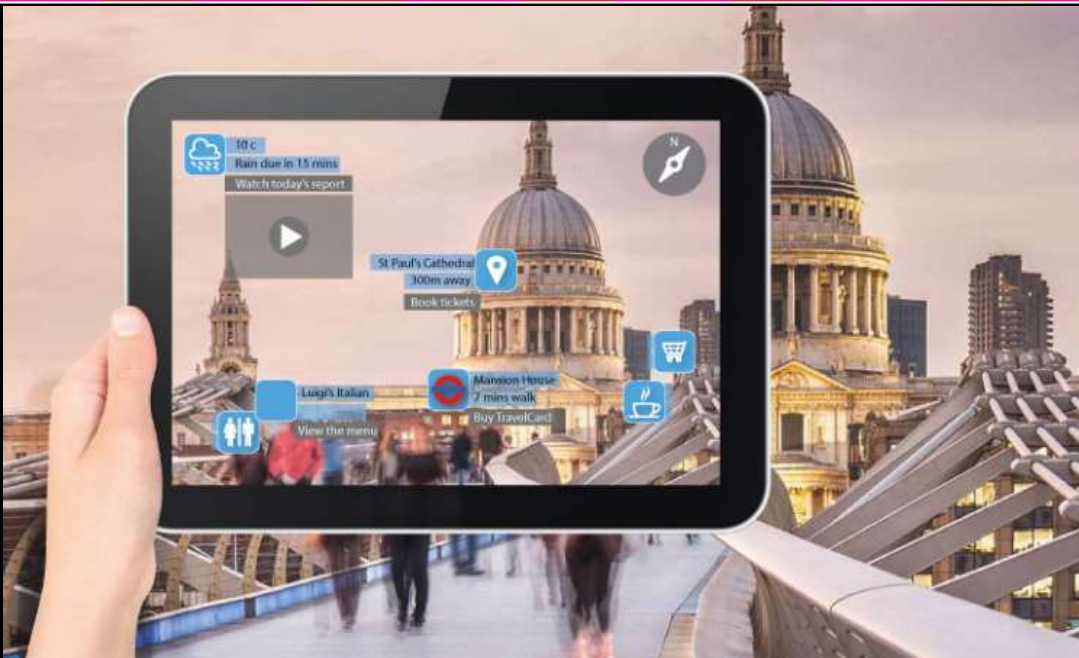 10 c
Rain due in 15 mins
Watch today's report
N
St Paul's Cathedral
300m away
Book tickets
Mansion House
7 mins walk
Buy TravelCard
Luigi's Italian
View the menu